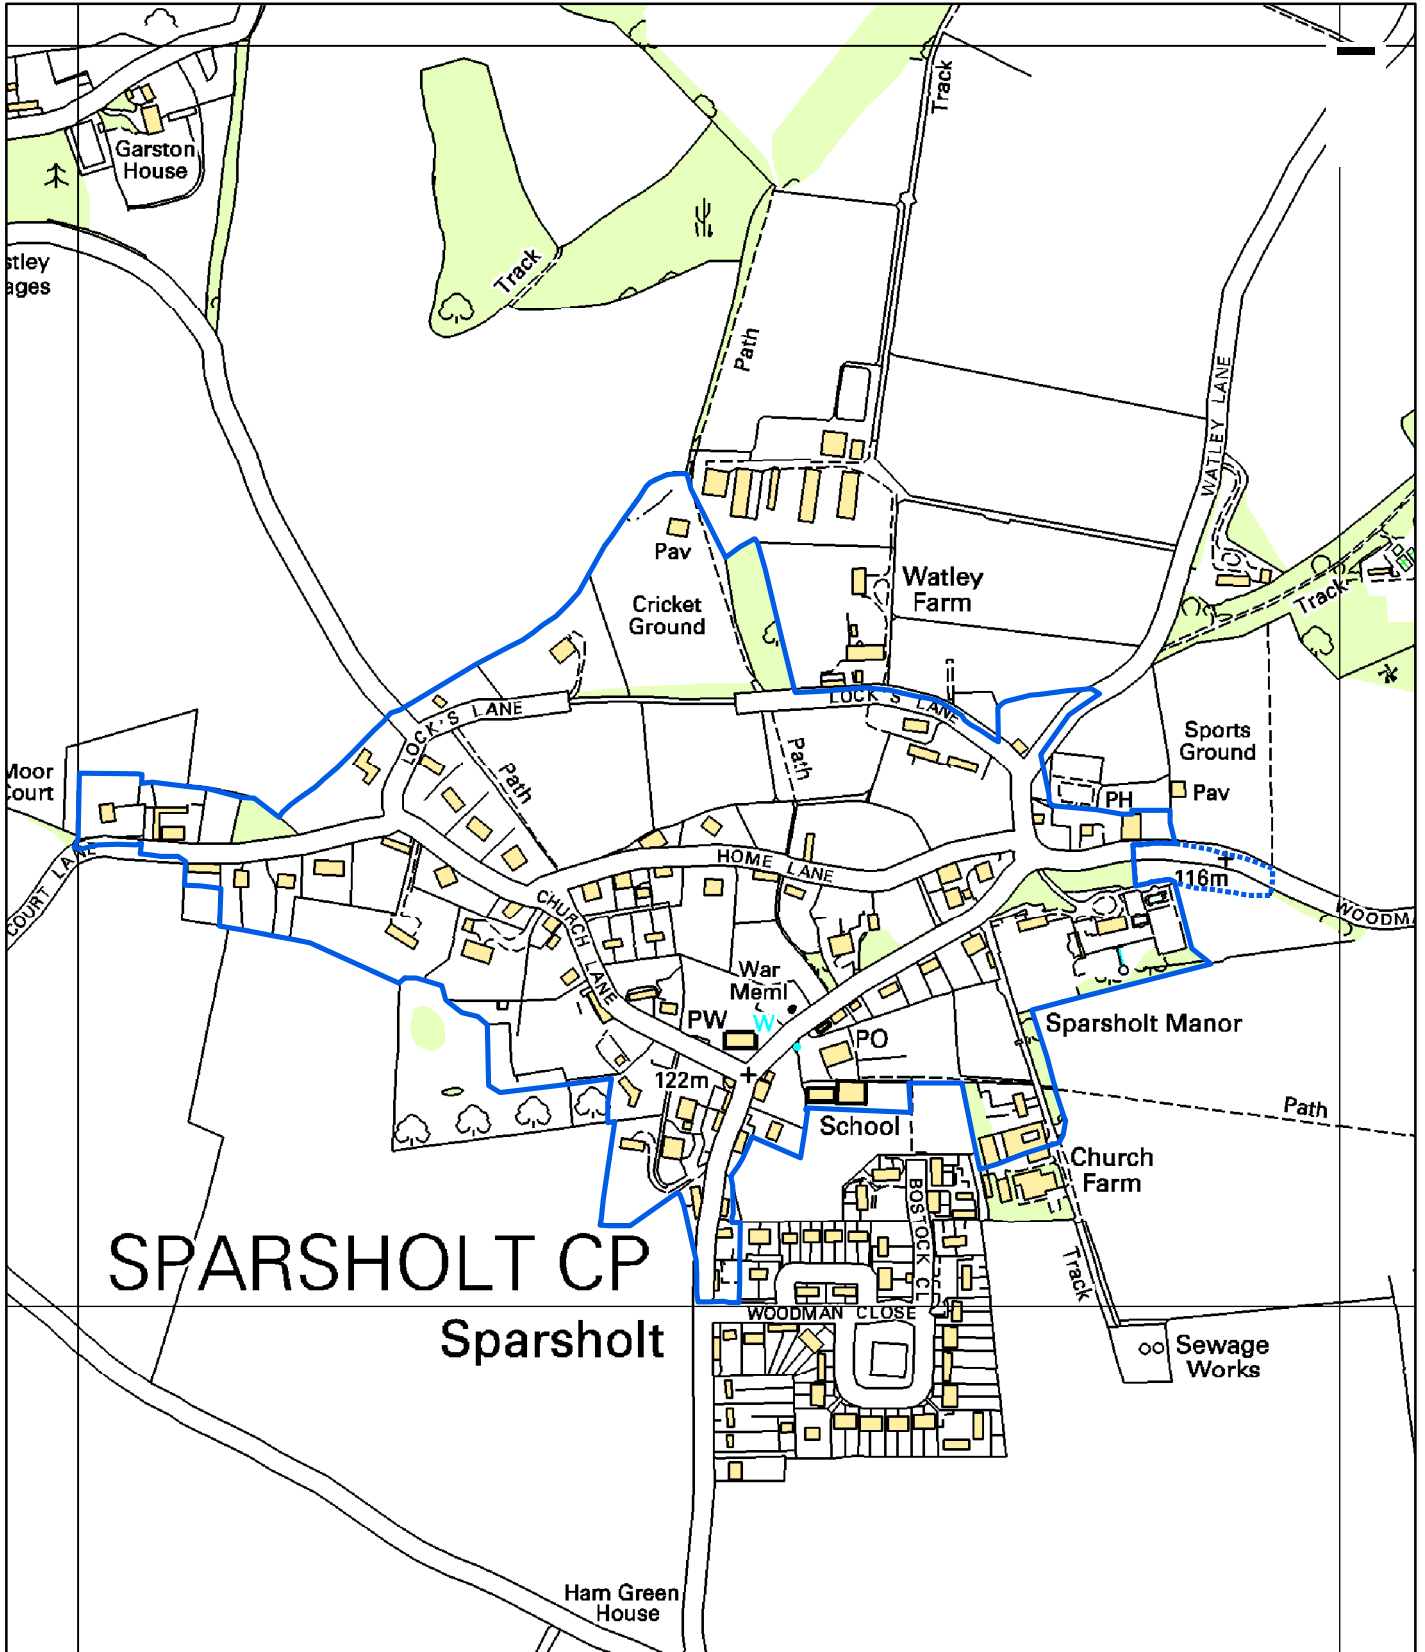 Track
Garston
House
stley
ages
Track
Path
WATLEY LANE
Pav
Cricket
Ground
Watley
Farm
Track
LOCK'S LANE
LOCK'S LANE
Path
Path
Sports
Ground
Moor
Court
PH
Pav
COURT LANE
HOME LANE
116m
CHURCH LANE
WOODMA
War
Meml
PW
W
PO
Sparsholt Manor
122m
School
Path
Church
Farm
BOSTOCK CL
SPARSHOLT CP
Track
WOODMAN CLOSE
Sparsholt
Sewage
Works
Ham Green
House